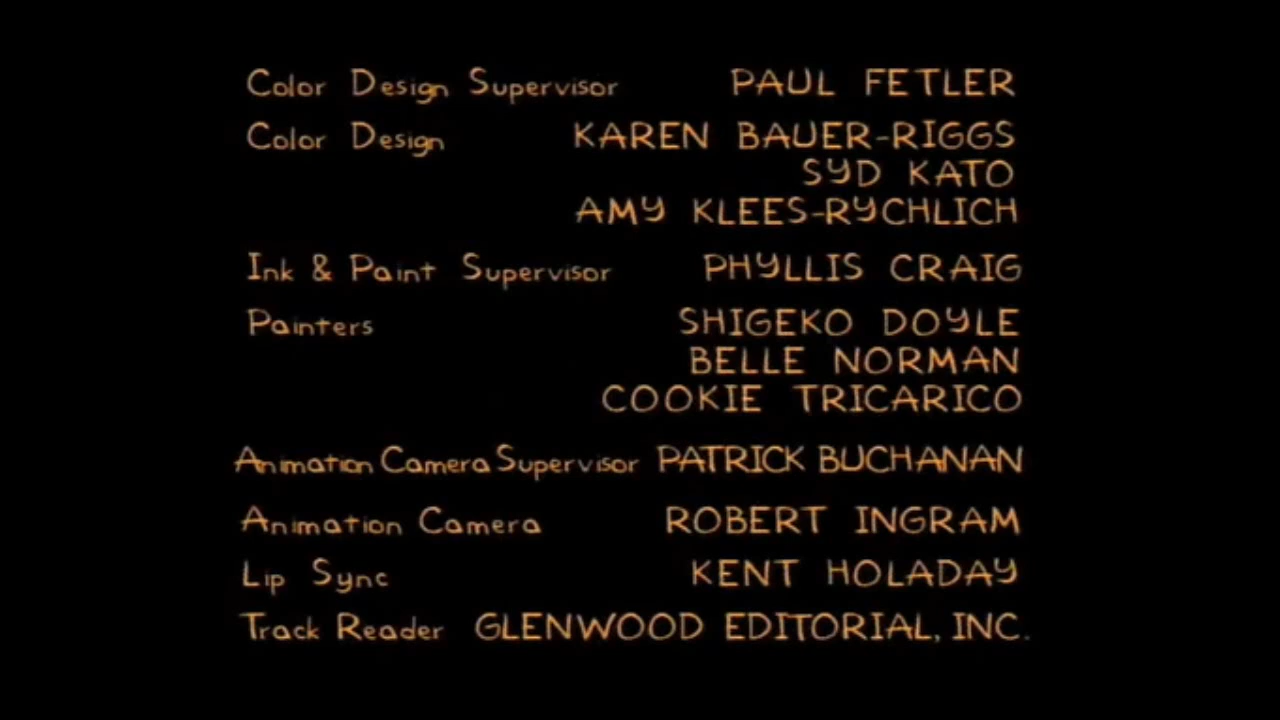 Color Design Supervisor PAUL FETLER
Color Design KAREN BAUER-RIGGS
SYD KATO
AMY KLEES-RYCHLICH
Ink & Paint Supervisor PHYLLIS CRAIG
Painters SHIGEKO DOYLE
BELLE NORMAN
COOKIE TRICARICO
Animation Camera Supervisor PATRICK BUCHANAN
Animation Camera ROBERT INGRAM
Lip Sync KENT HOLADAY
Track Reader GLENWOOD EDITORIAL, INC.